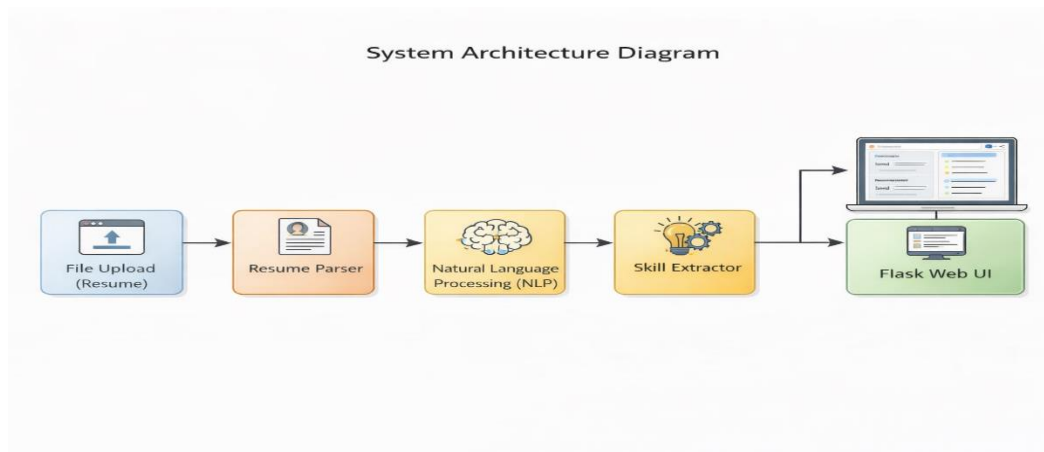 System Architecture Diagram
File Upload
(Resume)
Resume Parser
Natural Language
Processing (NLP)
Skill Extractor
Flask Web UI